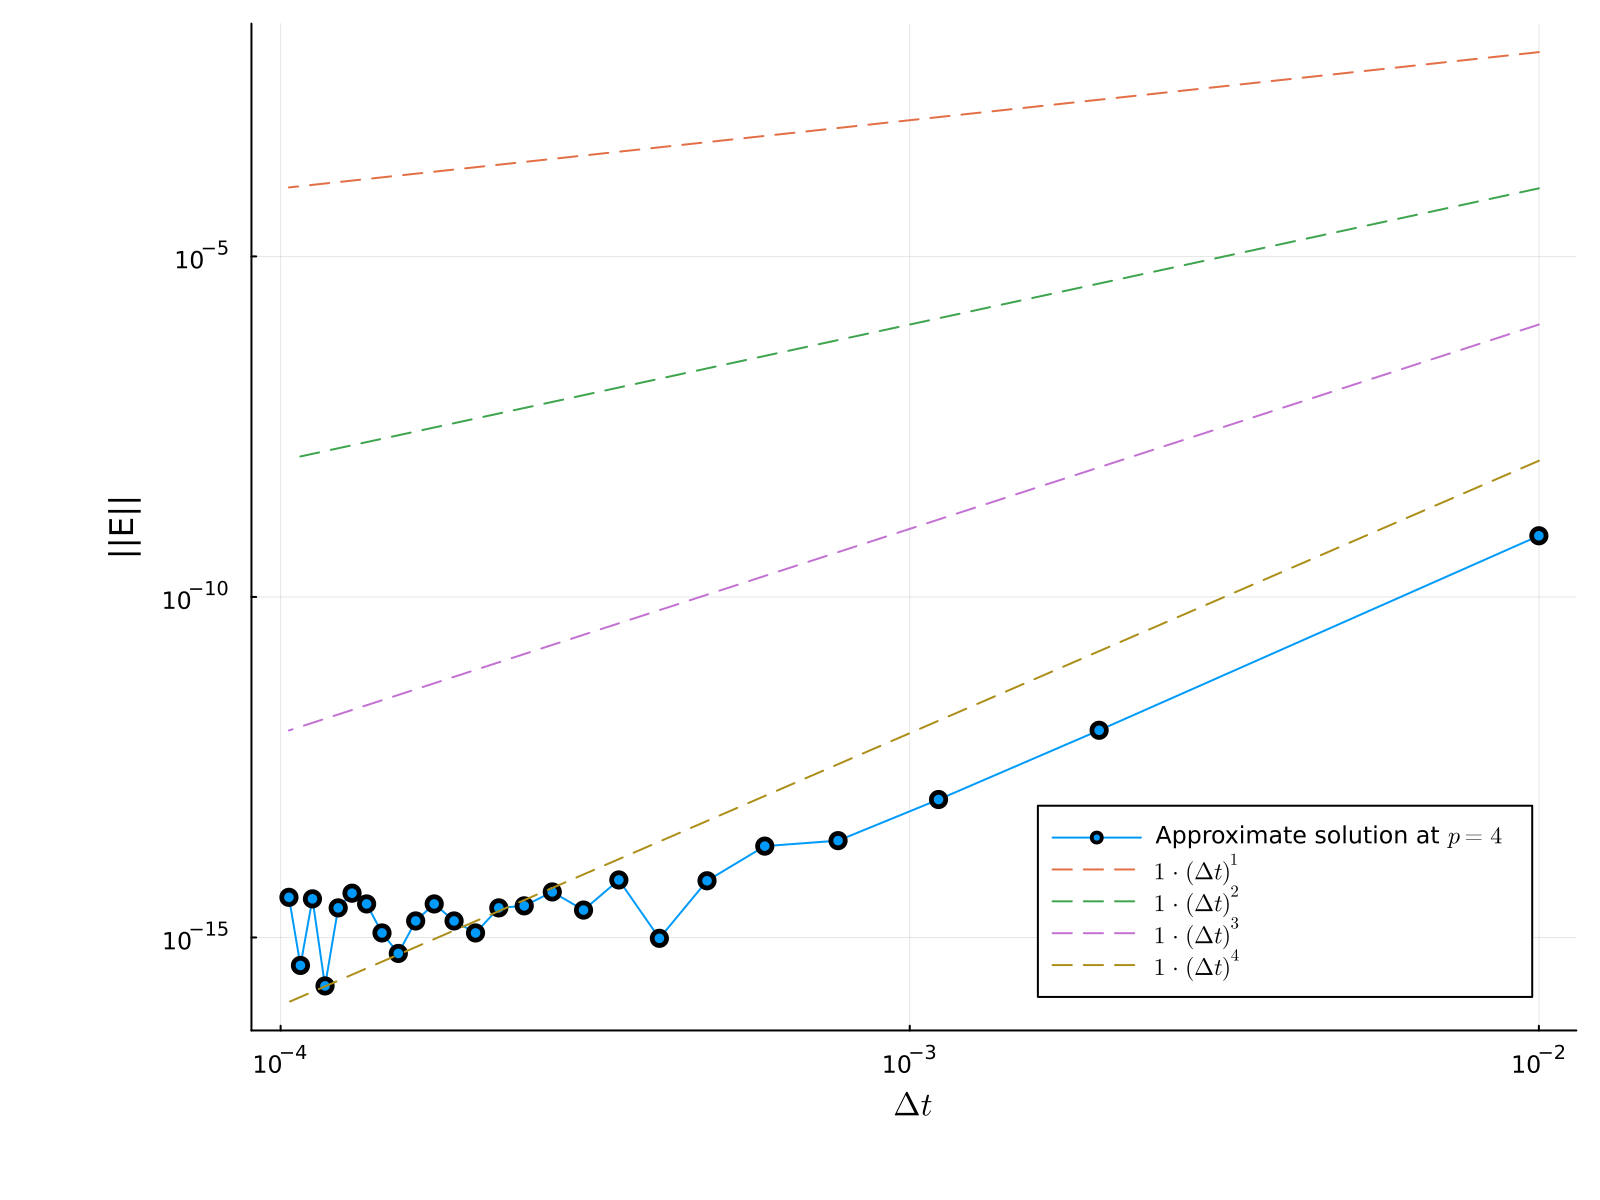 10⁻⁵
10⁻¹⁰
10⁻¹⁵
||E||
10⁻⁴
10⁻³
10⁻²
Δt
Approximate solution at p = 4
1 · (Δt)¹
1 · (Δt)²
1 · (Δt)³
1 · (Δt)⁴